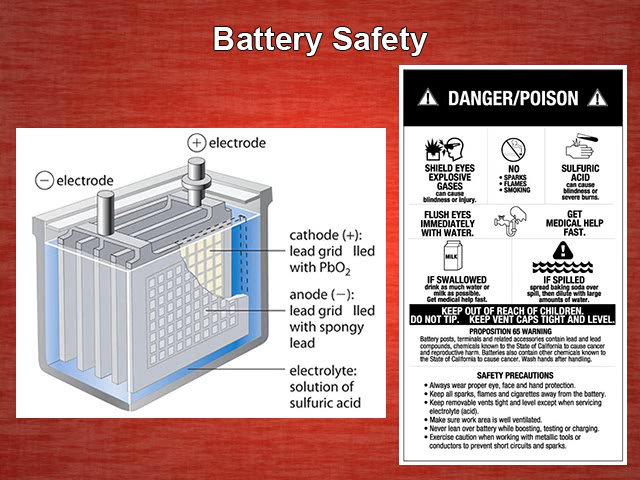 Battery Safety
+ electrode
− electrode
cathode (+):
lead grid lled
with PbO2
anode (−):
lead grid lled
with spongy
lead
electrolyte:
solution of
sulfuric acid
DANGER/POISON
SHIELD EYES
EXPLOSIVE
GASES
can cause
blindness or injury.
NO
• SPARKS
• FLAMES
• SMOKING
SULFURIC
ACID
can cause
blindness or
severe burns.
FLUSH EYES
IMMEDIATELY
WITH WATER.
GET
MEDICAL HELP
FAST.
MILK
IF SWALLOWED
drink as much water or
milk as possible.
Get medical help fast.
IF SPILLED
spread baking soda over
spill, then dilute with large
amounts of water.
KEEP OUT OF REACH OF CHILDREN.
DO NOT TIP. KEEP VENT CAPS TIGHT AND LEVEL.
PROPOSITION 65 WARNING
Battery posts, terminals and related accessories contain lead and lead
compounds, chemicals known to the State of California to cause cancer
and reproductive harm. Batteries also contain other chemicals known to
the State of California to cause cancer. Wash hands after handling.
SAFETY PRECAUTIONS
• Always wear proper eye, face and hand protection.
• Keep all sparks, flames and cigarettes away from the battery.
• Keep removable vents tight and level except when servicing
electrolyte (acid).
• Make sure work area is well ventilated.
• Never lean over battery while boosting, testing or charging.
• Exercise caution when working with metallic tools or
conductors to prevent short circuits and sparks.